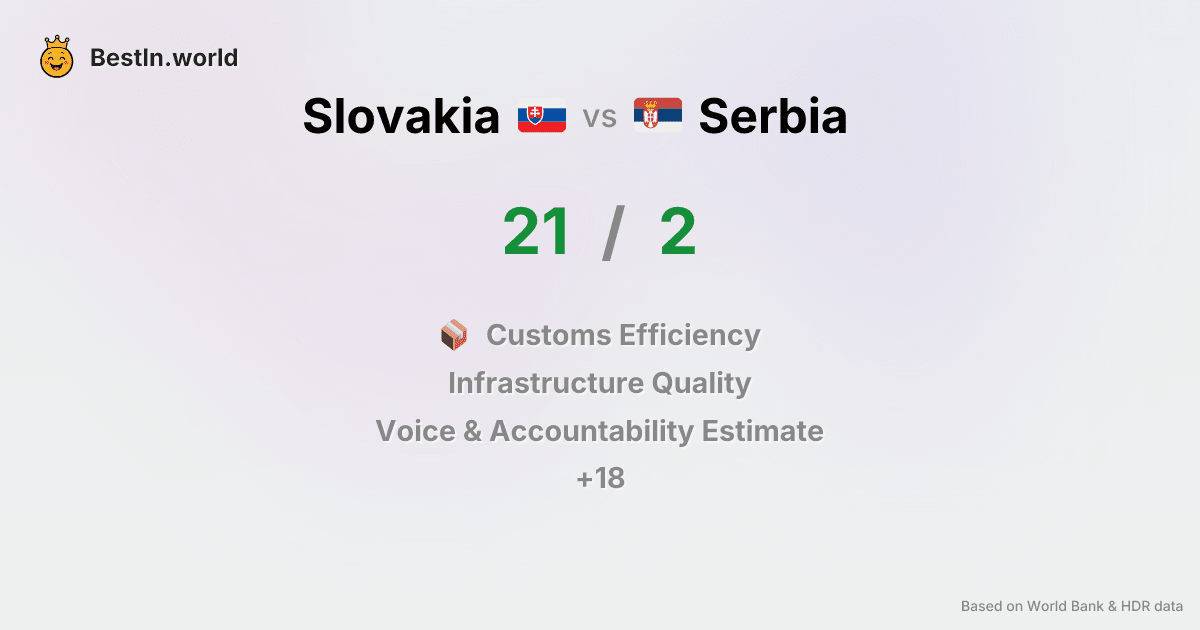 BestIn.world
Slovakia vs Serbia
21 / 2
Customs Efficiency
Infrastructure Quality
Voice & Accountability Estimate
+18
Based on World Bank & HDR data